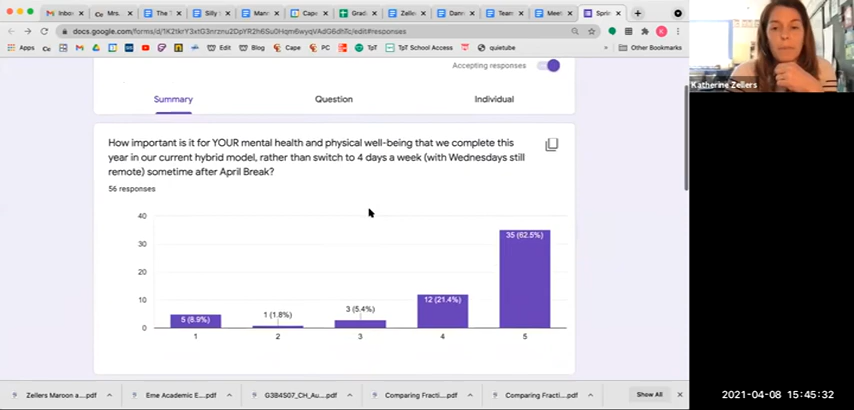 Inbox
Mrs.
The
Silly
Mann
Cape
Grad
Zelle
Dann
Team
Meet
Sprin
docs.google.com/forms/d/1K2tkrY3xtG3nrznu2DpYR2h6Su0Hqm6wyqVAdG6dhTc/edit#responses
Apps
Edit
Blog
Cape
PC
TpT
TpT School Access
quietube
Other Bookmarks
Accepting responses
Summary
Question
Individual
How important is it for YOUR mental health and physical well-being that we complete this
year in our current hybrid model, rather than switch to 4 days a week (with Wednesdays still
remote) sometime after April Break?
56 responses
40
30
20
10
0
5 (8.9%)
1 (1.8%)
3 (5.4%)
12 (21.4%)
35 (62.5%)
1 2 3 4 5
Zellers Maroon a....pdf
Eme Academic E....pdf
G3B4S07_CH_Au....pdf
Comparing Fracti....pdf
Comparing Fracti....pdf
Show All
Katherine Zellers
2021-04-08 15:45:32